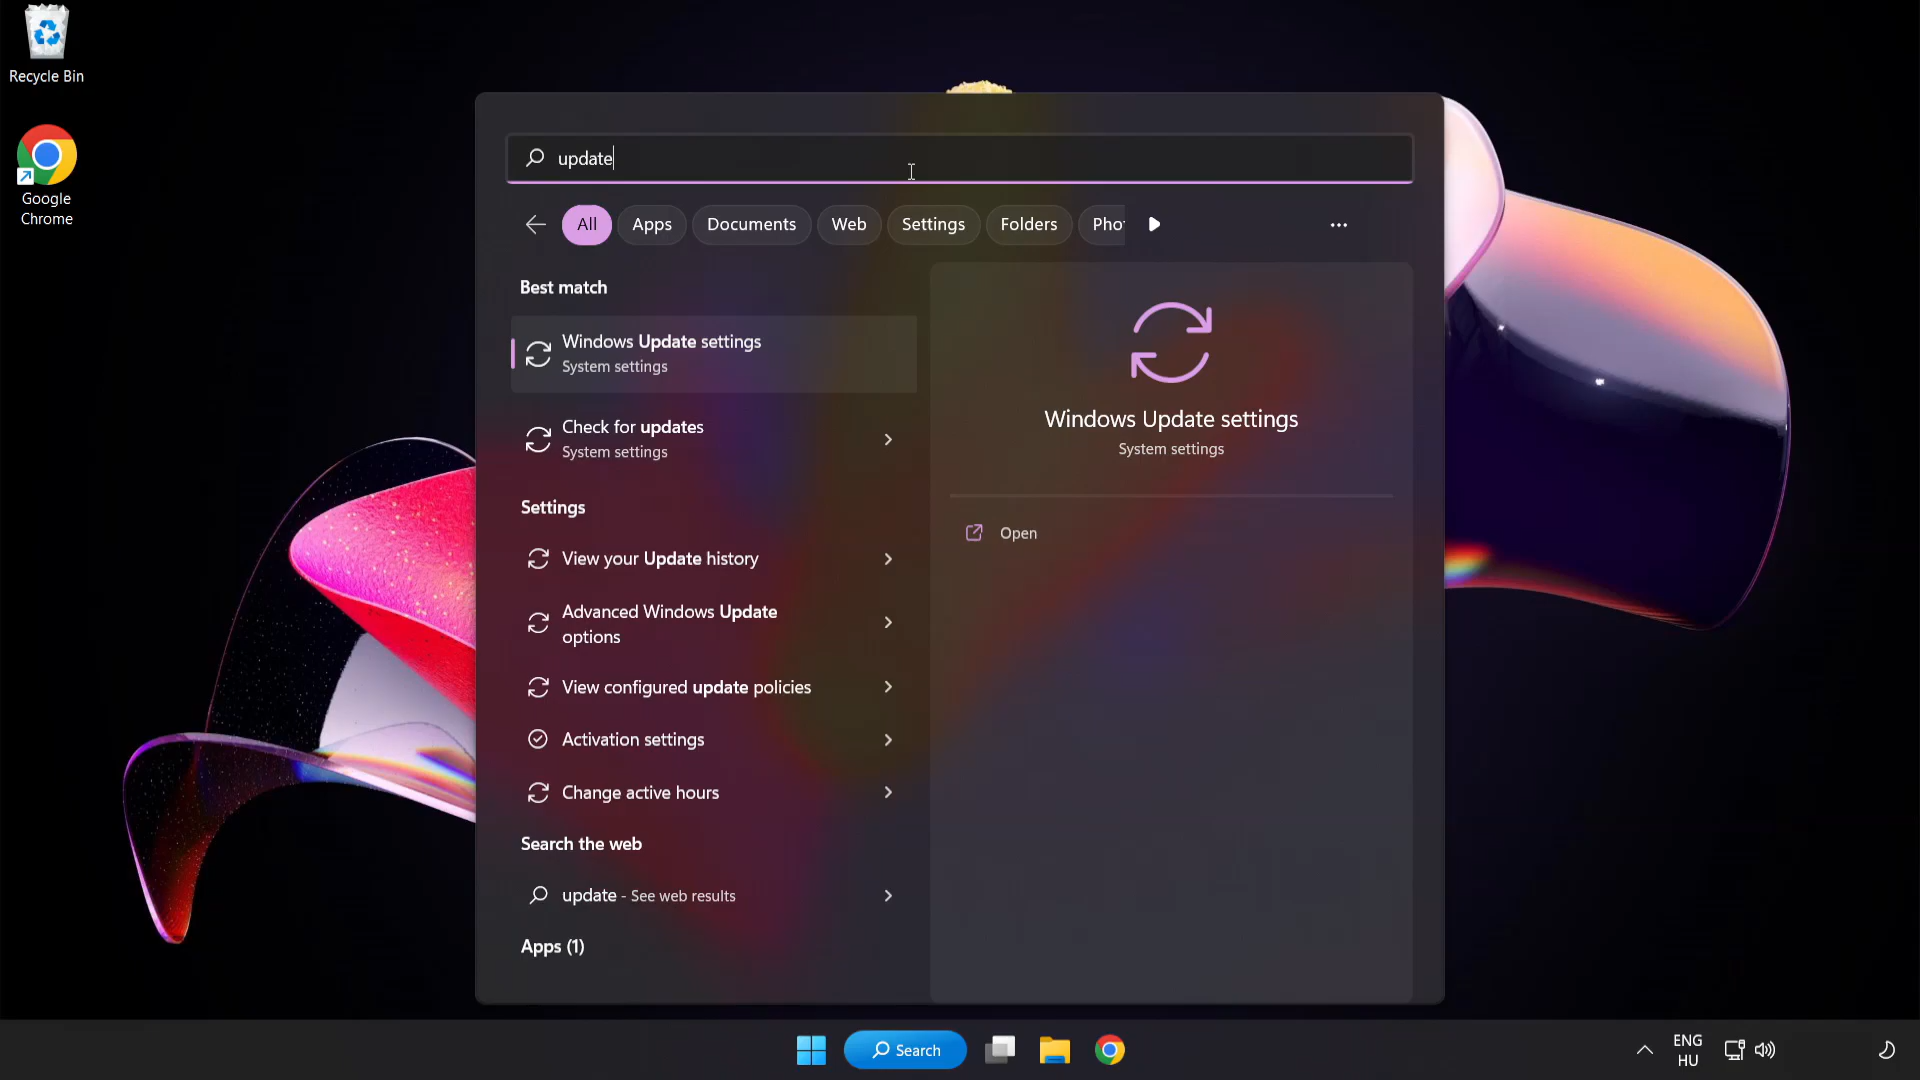 Recycle Bin
Google
Chrome
update
All
Apps
Documents
Web
Settings
Folders
Pho
Best match
Windows Update settings
System settings
Check for updates
System settings
Settings
View your Update history
Advanced Windows Update
options
View configured update policies
Activation settings
Change active hours
Search the web
update - See web results
Apps (1)
Windows Update settings
System settings
Open
Search
ENG
HU